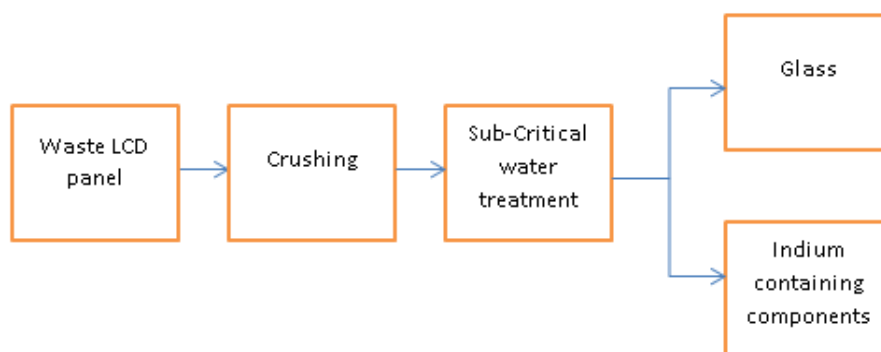 Waste LCD
panel
Crushing
Sub-Critical
water
treatment
Glass
Indium
containing
components